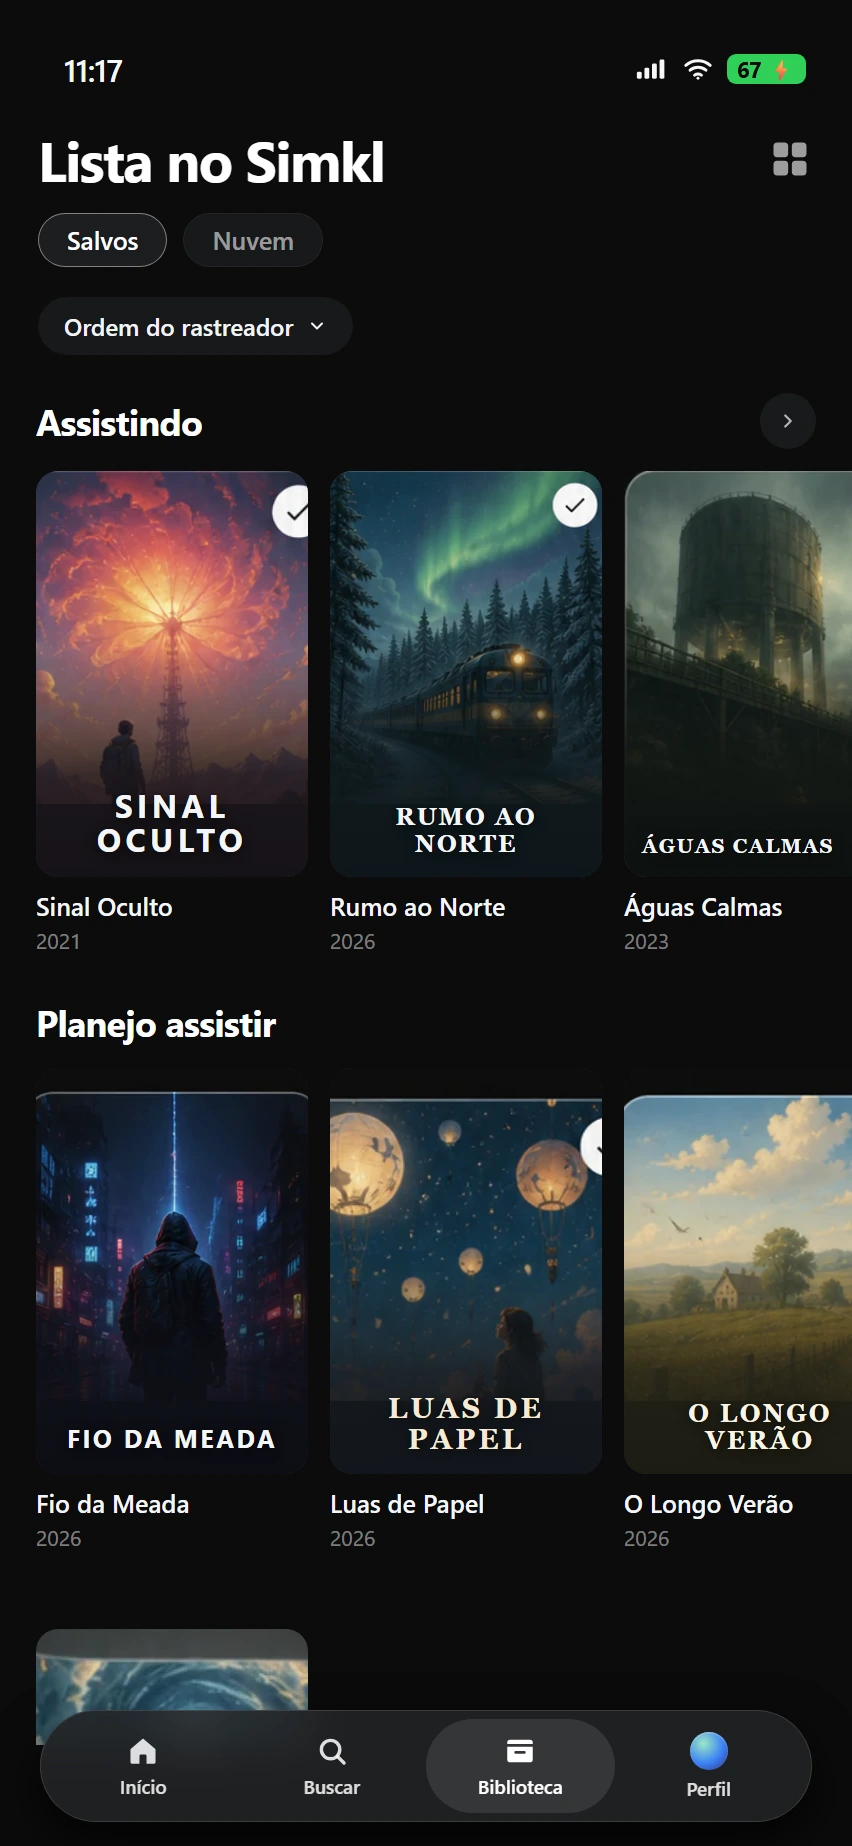 11:17
67
Lista no Simkl
Salvos
Nuvem
Ordem do rastreador
Assistindo
SINAL
OCULTO
RUMO AO
NORTE
ÁGUAS CALMAS
Sinal Oculto
Rumo ao Norte
Águas Calmas
2021
2026
2023
Planejo assistir
FIO DA MEADA
LUAS DE
PAPEL
O LONGO
VERÃO
Fio da Meada
Luas de Papel
O Longo Verão
2026
2026
2026
Início
Buscar
Biblioteca
Perfil